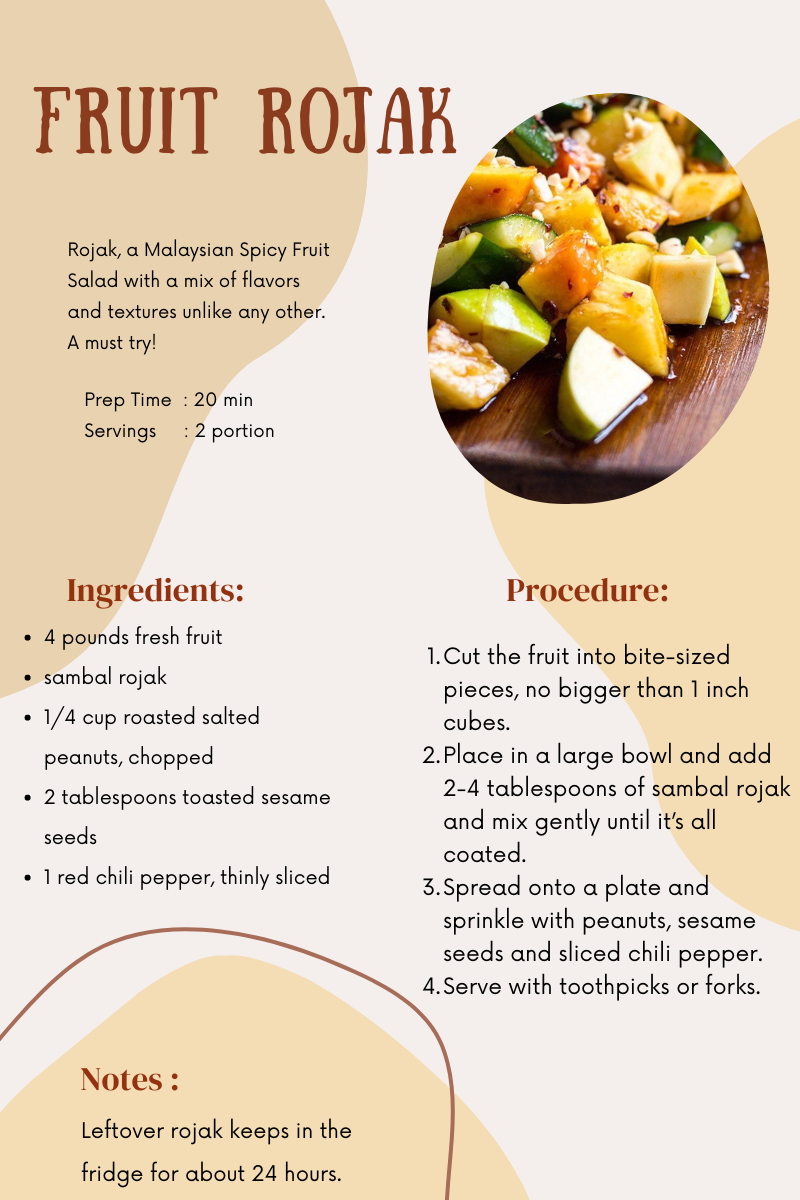 FRUIT ROJAK
Rojak, a Malaysian Spicy Fruit
Salad with a mix of flavors
and textures unlike any other.
A must try!
Prep Time : 20 min
Servings : 2 portion
Ingredients:
• 4 pounds fresh fruit
• sambal rojak
• 1/4 cup roasted salted
peanuts, chopped
• 2 tablespoons toasted sesame
seeds
• 1 red chili pepper, thinly sliced
Procedure:
1. Cut the fruit into bite-sized
pieces, no bigger than 1 inch
cubes.
2. Place in a large bowl and add
2-4 tablespoons of sambal rojak
and mix gently until it's all
coated.
3. Spread onto a plate and
sprinkle with peanuts, sesame
seeds and sliced chili pepper.
4. Serve with toothpicks or forks.
Notes :
Leftover rojak keeps in the
fridge for about 24 hours.